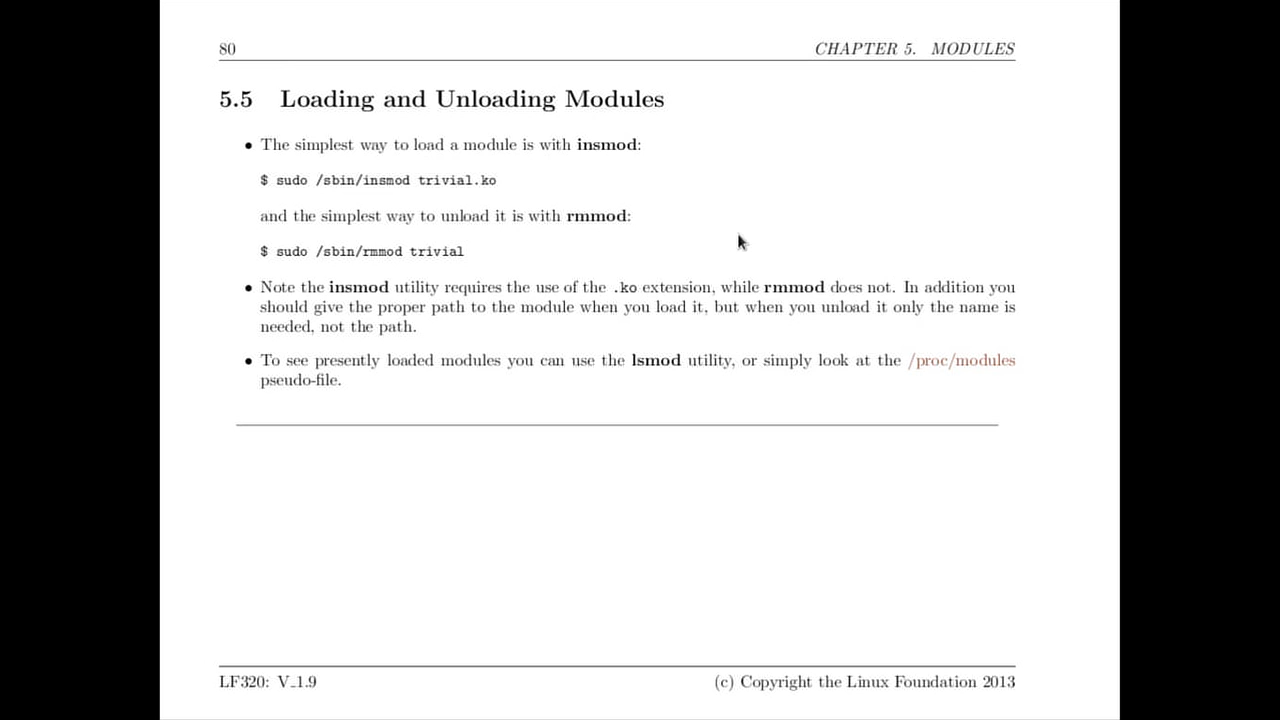 80 CHAPTER 5. MODULES
5.5 Loading and Unloading Modules
• The simplest way to load a module is with insmod:
$ sudo /sbin/insmod trivial.ko
and the simplest way to unload it is with rmmod:
$ sudo /sbin/rmmod trivial
• Note the insmod utility requires the use of the .ko extension, while rmmod does not. In addition you
should give the proper path to the module when you load it, but when you unload it only the name is
needed, not the path.
• To see presently loaded modules you can use the lsmod utility, or simply look at the /proc/modules
pseudo-file.
LF320: V_1.9 (c) Copyright the Linux Foundation 2013